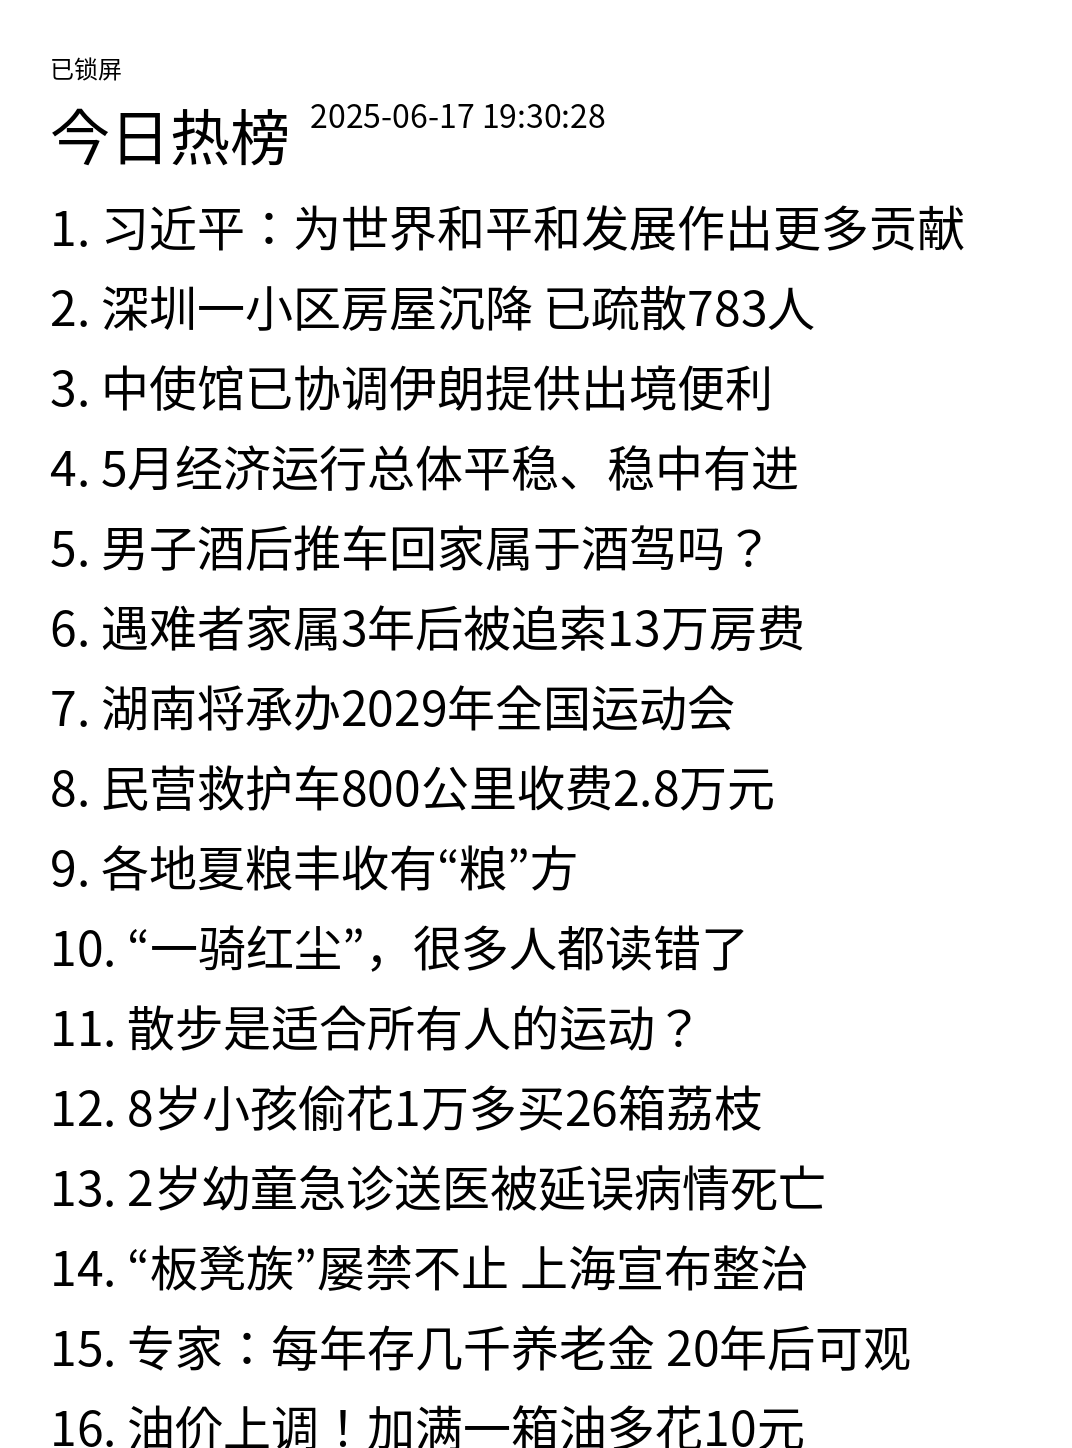 已锁屏
今日热榜 2025-06-17 19:30:28
1. 习近平：为世界和平和发展作出更多贡献
2. 深圳一小区房屋沉降 已疏散783人
3. 中使馆已协调伊朗提供出境便利
4. 5月经济运行总体平稳、稳中有进
5. 男子酒后推车回家属于酒驾吗？
6. 遇难者家属3年后被追索13万房费
7. 湖南将承办2029年全国运动会
8. 民营救护车800公里收费2.8万元
9. 各地夏粮丰收有“粮”方
10. “一骑红尘”，很多人都读错了
11. 散步是适合所有人的运动？
12. 8岁小孩偷花1万多买26箱荔枝
13. 2岁幼童急诊送医被延误病情死亡
14. “板凳族”屡禁不止 上海宣布整治
15. 专家：每年存几千养老金 20年后可观
16. 油价上调！加满一箱油多花10元